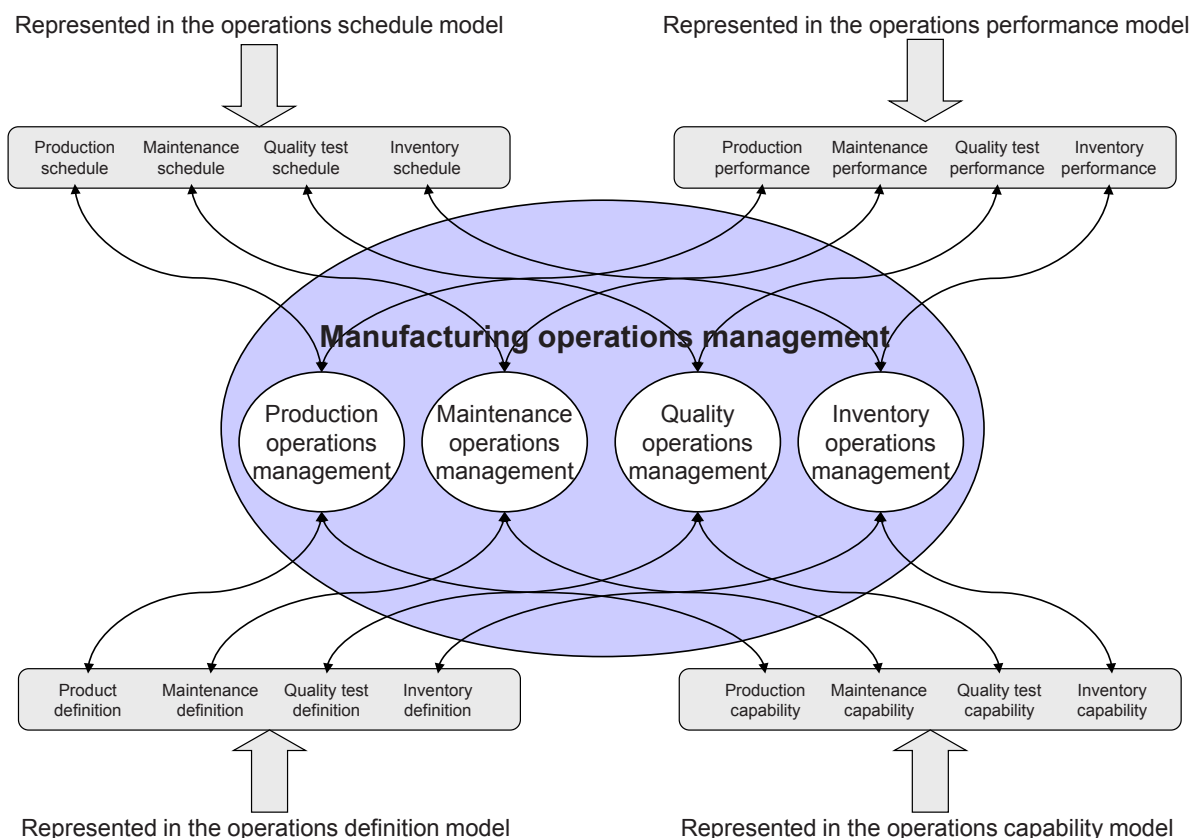 Represented in the operations schedule model
Represented in the operations performance model
Production
schedule
Maintenance
schedule
Quality test
schedule
Inventory
schedule
Production
performance
Maintenance
performance
Quality test
performance
Inventory
performance
Manufacturing operations management
Production
operations
management
Maintenance
operations
management
Quality
operations
management
Inventory
operations
management
Product
definition
Maintenance
definition
Quality test
definition
Inventory
definition
Production
capability
Maintenance
capability
Quality test
capability
Inventory
capability
Represented in the operations definition model
Represented in the operations capability model